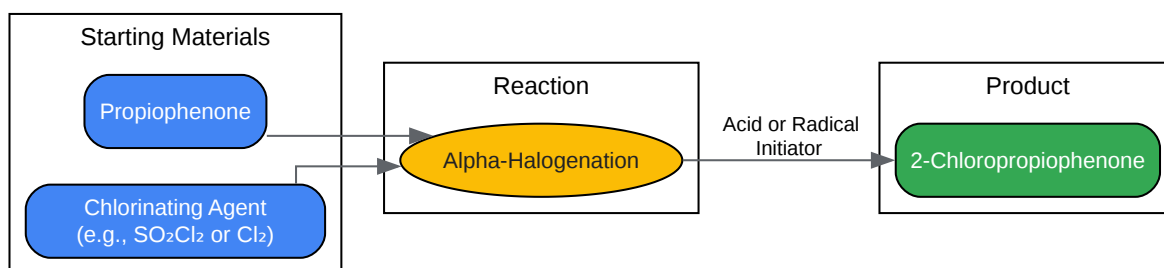 Starting Materials
Propiophenone
Chlorinating Agent
(e.g., SO₂Cl₂ or Cl₂)
Reaction
Alpha-Halogenation
Acid or Radical
Initiator
Product
2-Chloropropiophenone